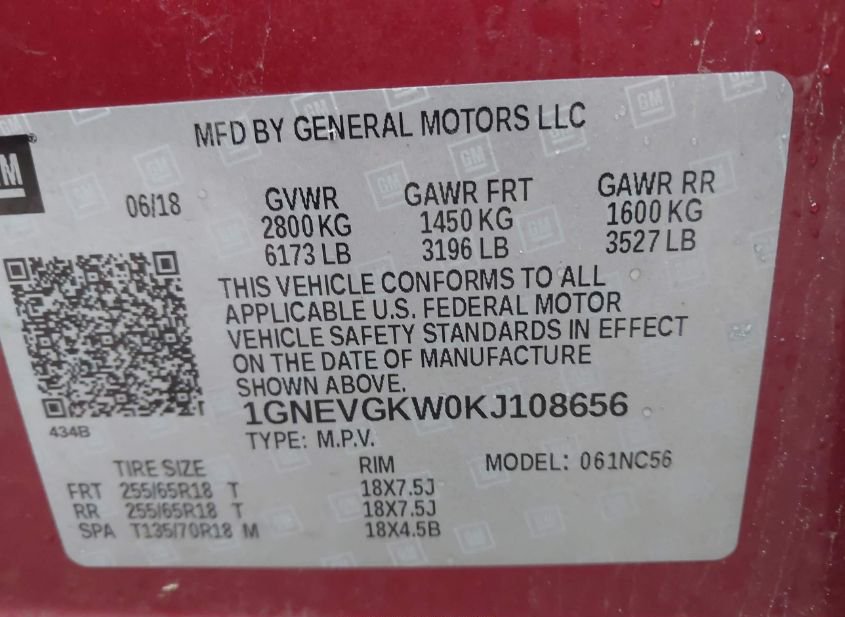 MFD BY GENERAL MOTORS LLC
GM
06/18
GVWR GAWR FRT GAWR RR
2800 KG 1450 KG 1600 KG
6173 LB 3196 LB 3527 LB
THIS VEHICLE CONFORMS TO ALL
APPLICABLE U.S. FEDERAL MOTOR
VEHICLE SAFETY STANDARDS IN EFFECT
ON THE DATE OF MANUFACTURE
SHOWN ABOVE.
1GNEVGKW0KJ108656
434B
TYPE: M.P.V.
TIRE SIZE RIM MODEL: 061NC56
FRT 255/65R18 T 18X7.5J
RR 255/65R18 T 18X7.5J
SPA T135/70R18 M 18X4.5B